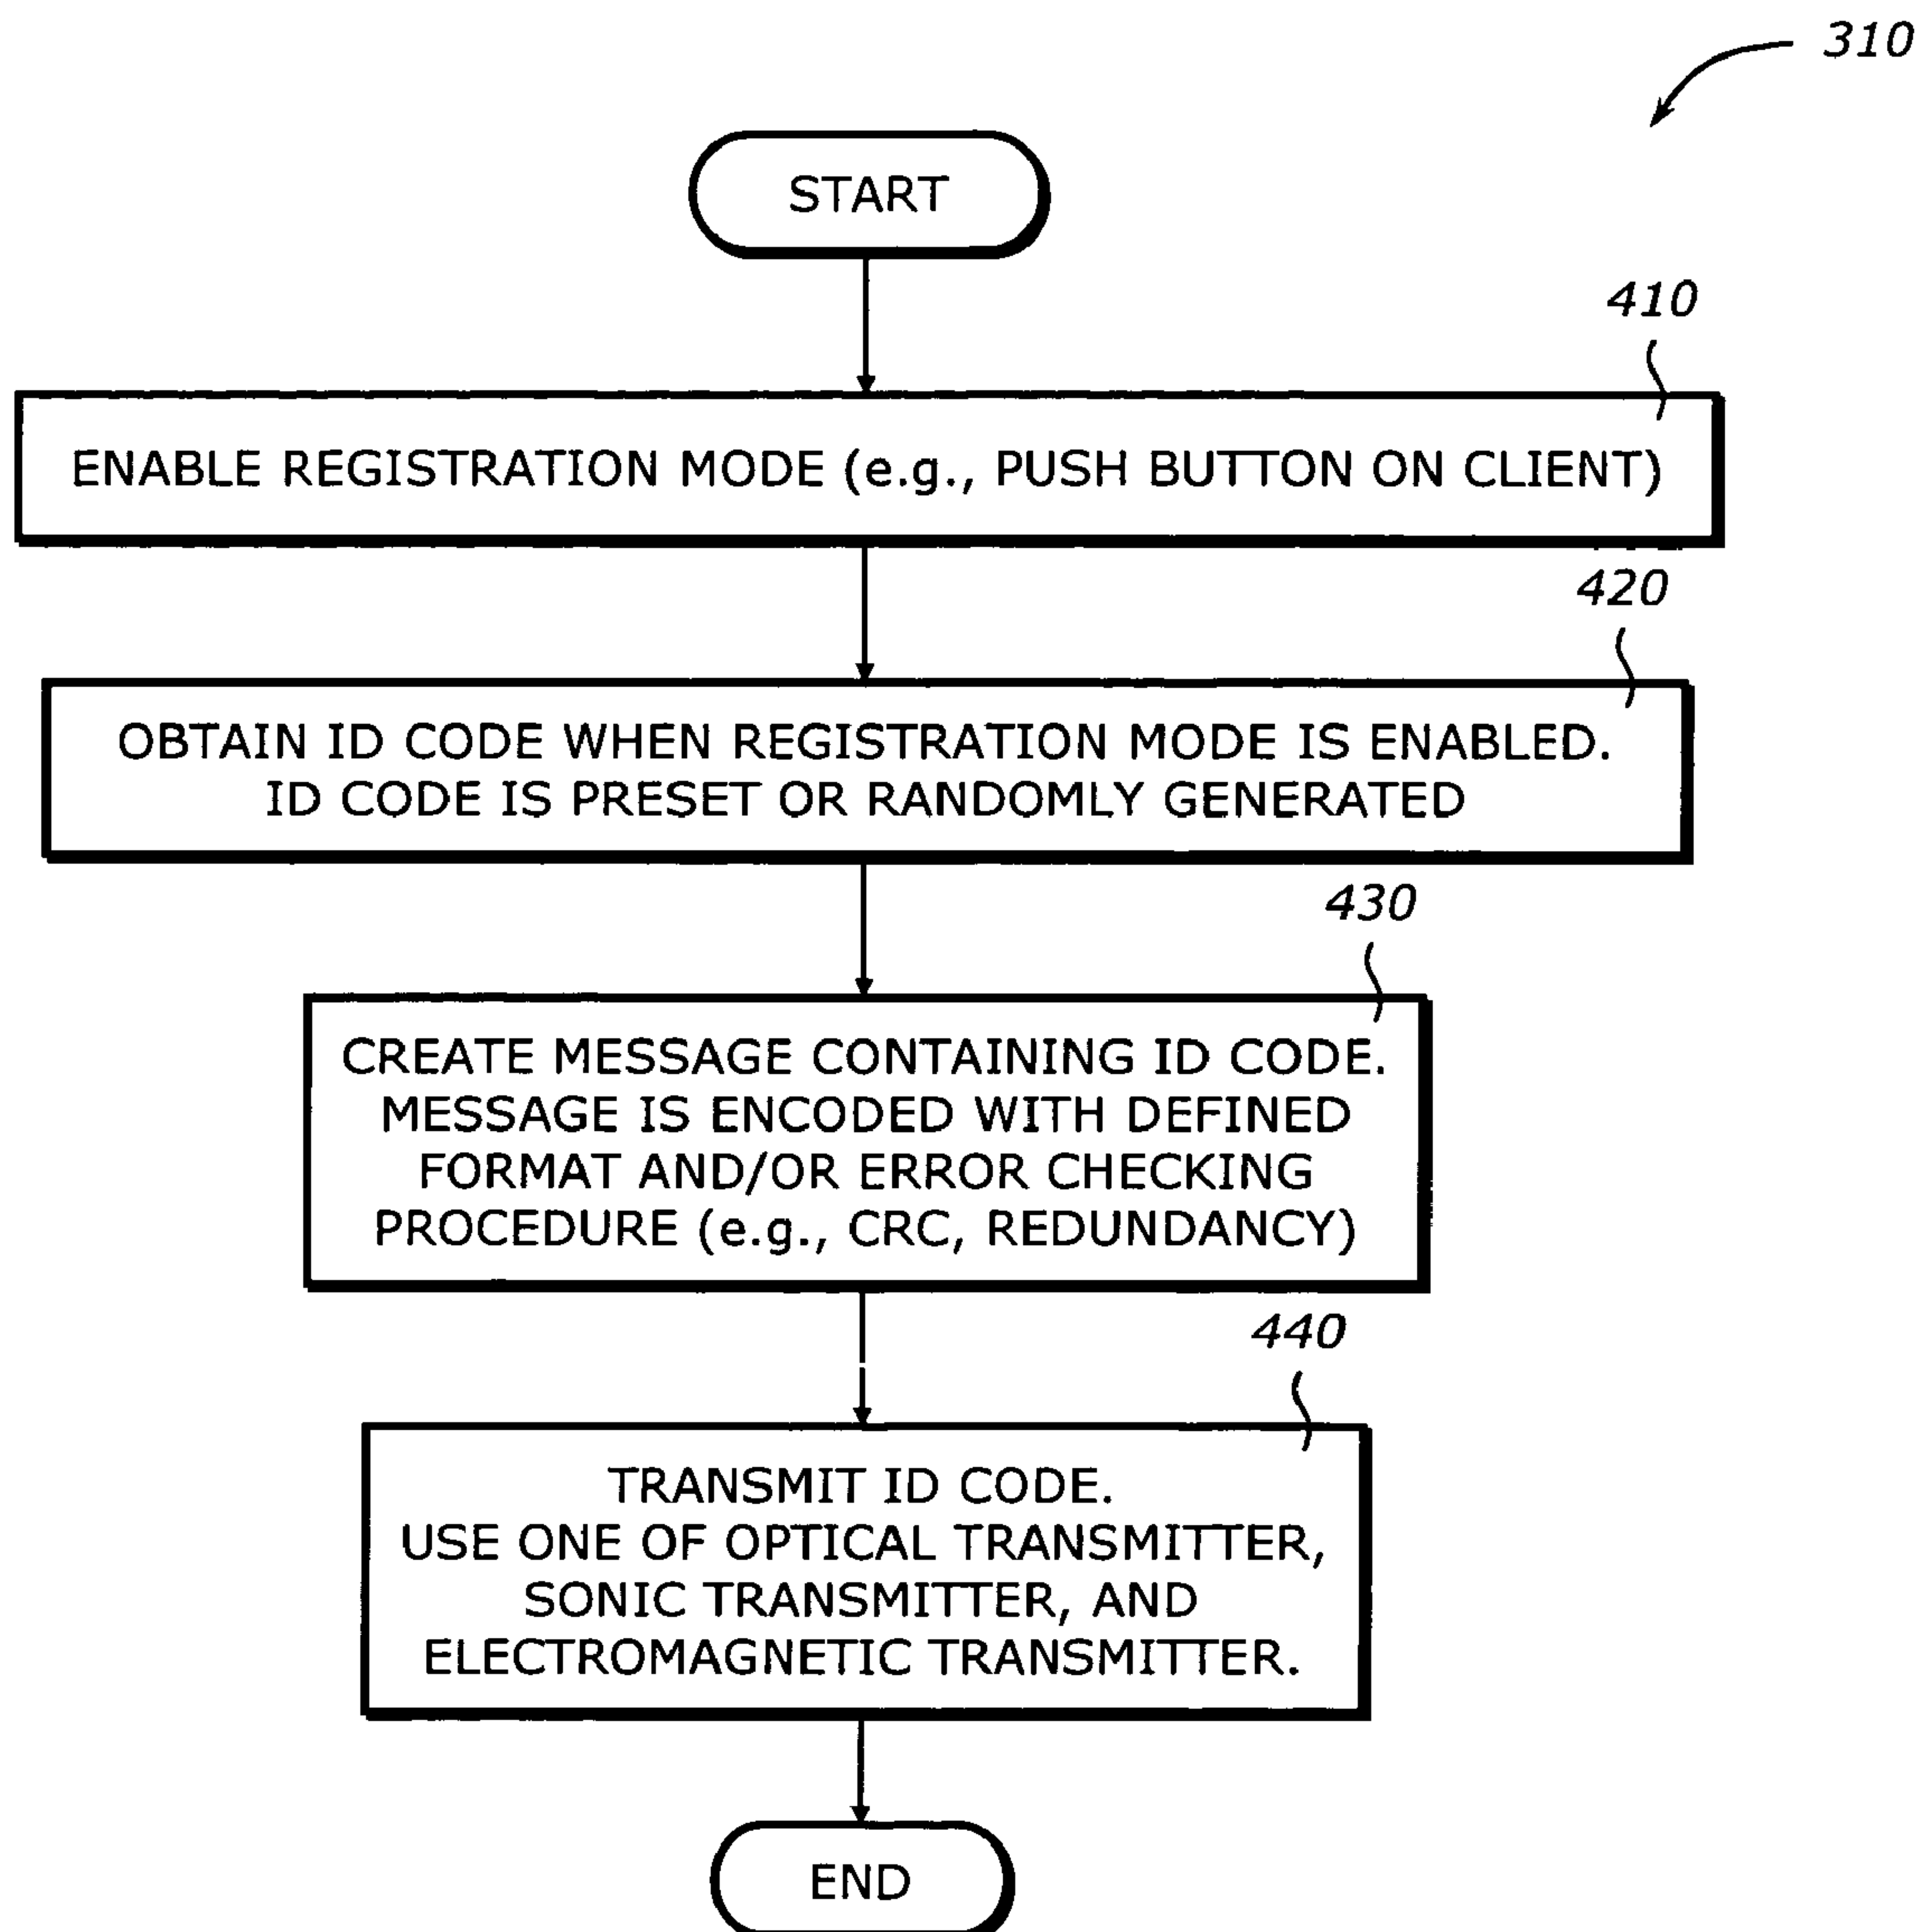 310
START
410
ENABLE REGISTRATION MODE (e.g., PUSH BUTTON ON CLIENT)
420
OBTAIN ID CODE WHEN REGISTRATION MODE IS ENABLED.
ID CODE IS PRESET OR RANDOMLY GENERATED
430
CREATE MESSAGE CONTAINING ID CODE.
MESSAGE IS ENCODED WITH DEFINED
FORMAT AND/OR ERROR CHECKING
PROCEDURE (e.g., CRC, REDUNDANCY)
440
TRANSMIT ID CODE.
USE ONE OF OPTICAL TRANSMITTER,
SONIC TRANSMITTER, AND
ELECTROMAGNETIC TRANSMITTER.
END